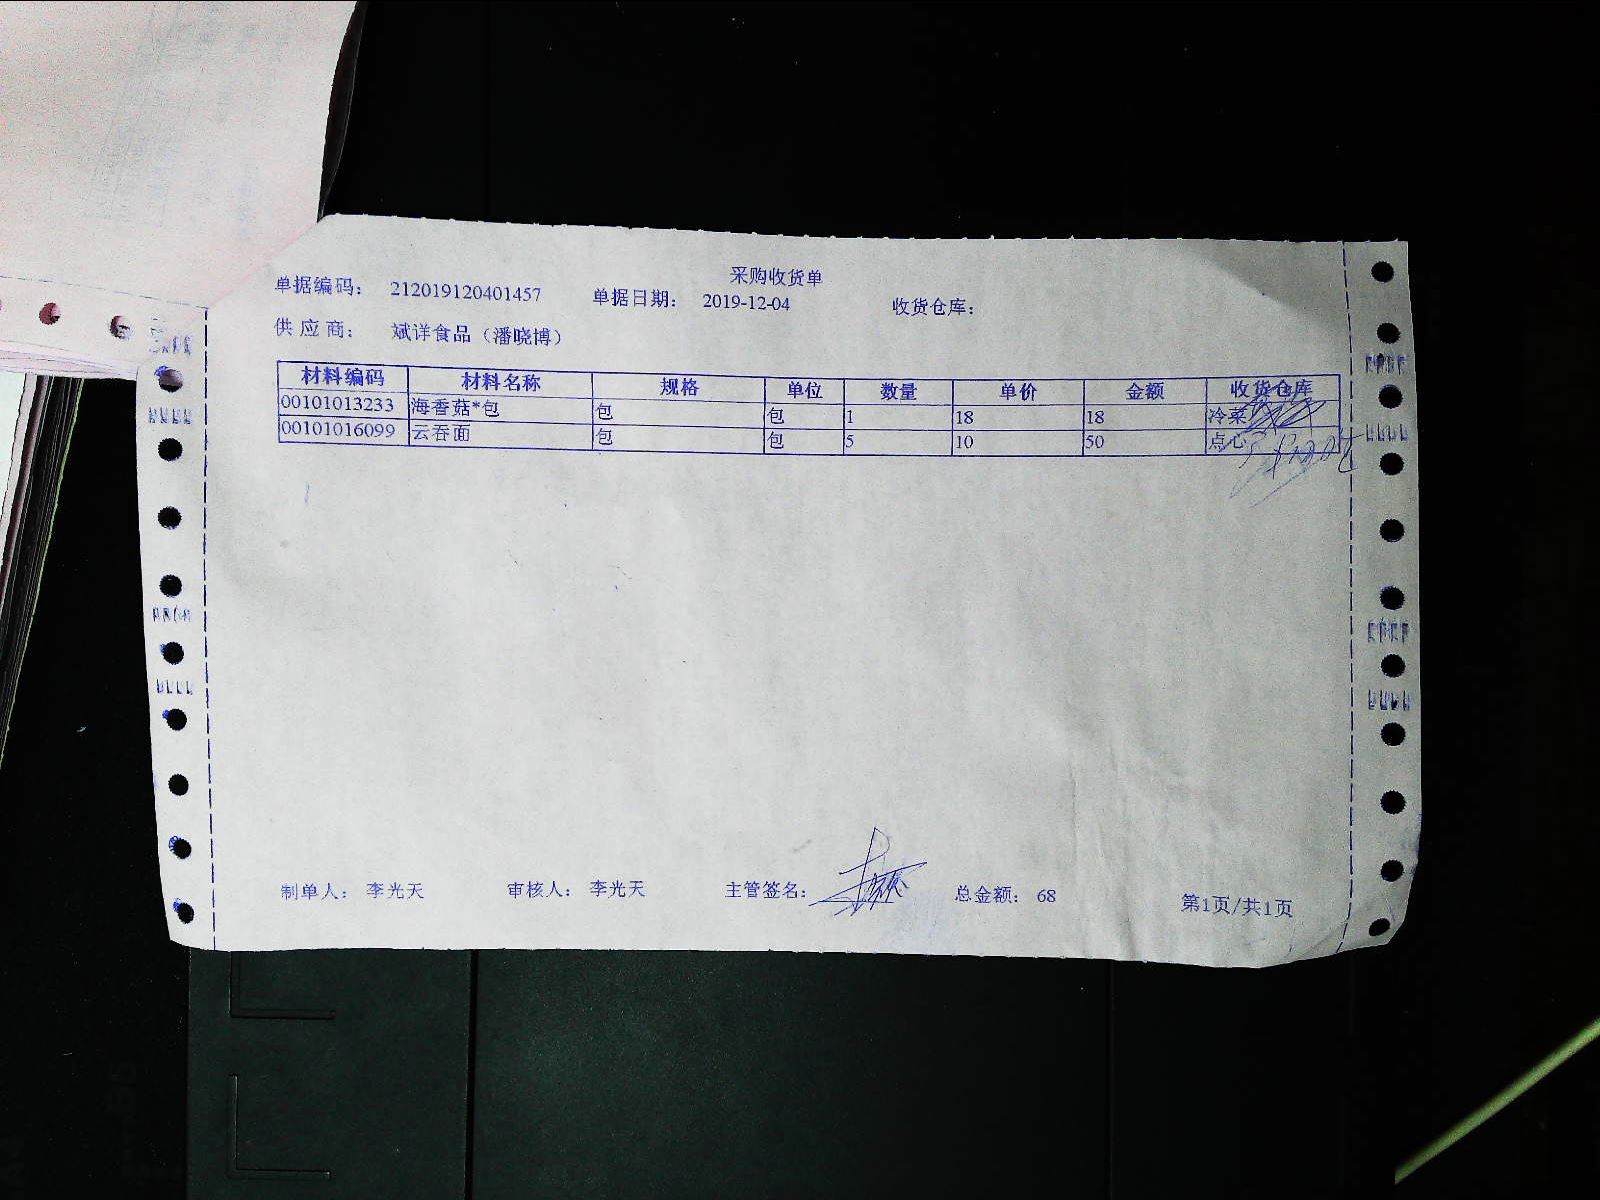 采购收货单
单据编码: 212019120401457 单据日期: 2019-12-04 收货仓库:
供应商: 斌详食品（潘晓博）
材料编码 材料名称 规格 单位 数量 单价 金额 收货仓库
00101013233 海香菇*包 包 包 1 18 18 冷菜
00101016099 云吞面 包 包 5 10 50 点心
制单人: 李光天 审核人: 李光天 主管签名: 总金额: 68 第1页/共1页